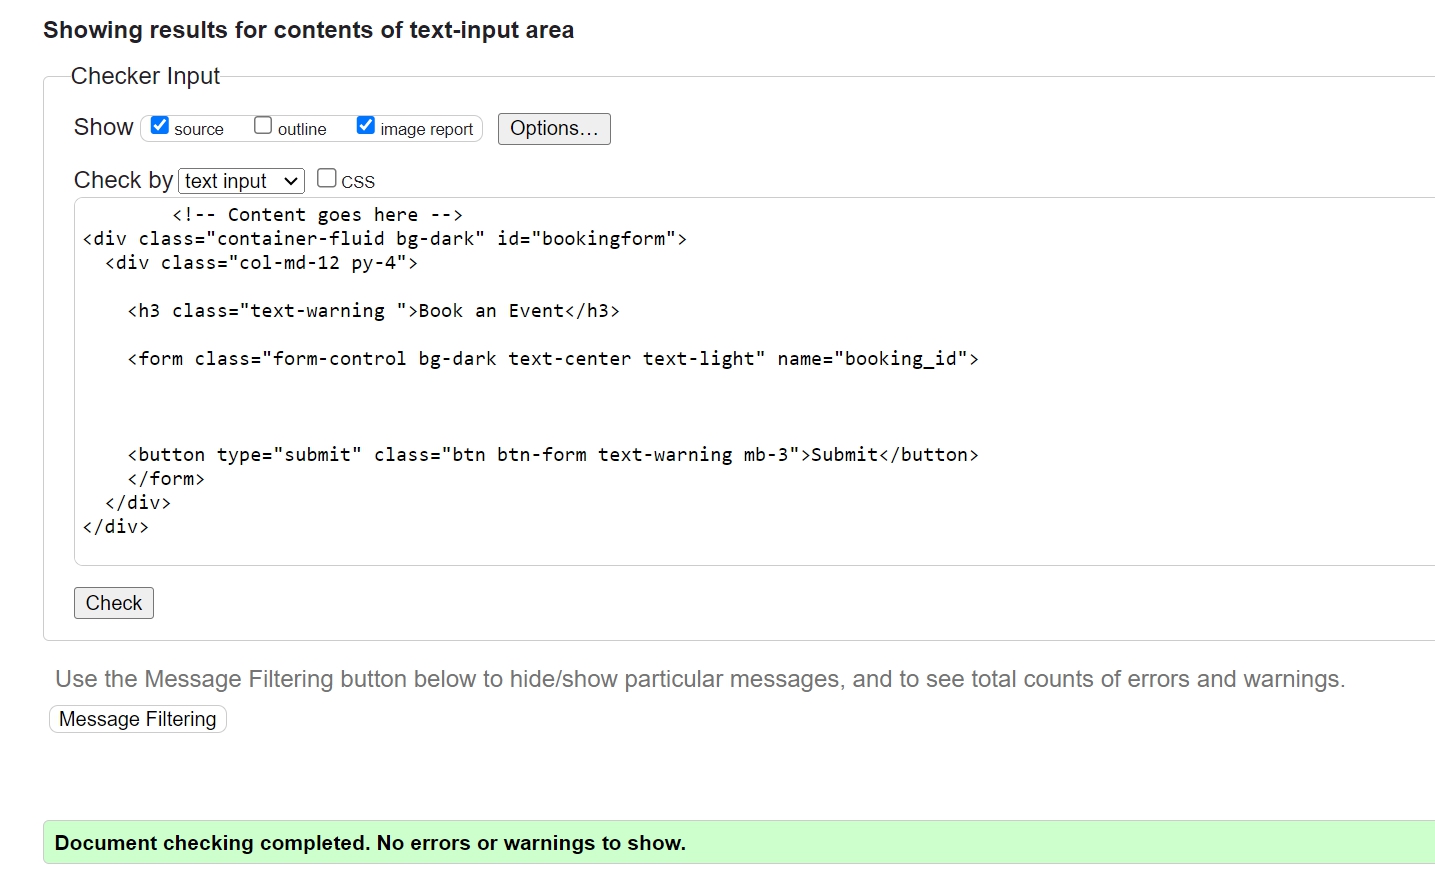 Showing results for contents of text-input area
Checker Input
Show source outline image report Options...
Check by text input CSS
<!-- Content goes here -->
<div class="container-fluid bg-dark" id="bookingform">
<div class="col-md-12 py-4">
<h3 class="text-warning ">Book an Event</h3>
<form class="form-control bg-dark text-center text-light" name="booking_id">
<button type="submit" class="btn btn-form text-warning mb-3">Submit</button>
</form>
</div>
</div>
Check
Use the Message Filtering button below to hide/show particular messages, and to see total counts of errors and warnings.
Message Filtering
Document checking completed. No errors or warnings to show.